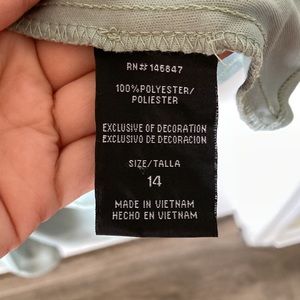 RN# 146847
100%POLYESTER/
POLIESTER
EXCLUSIVE OF DECORATION
EXCLUSIVO DE DECORACION
SIZE/TALLA
14
MADE IN VIETNAM
HECHO EN VIETNAM